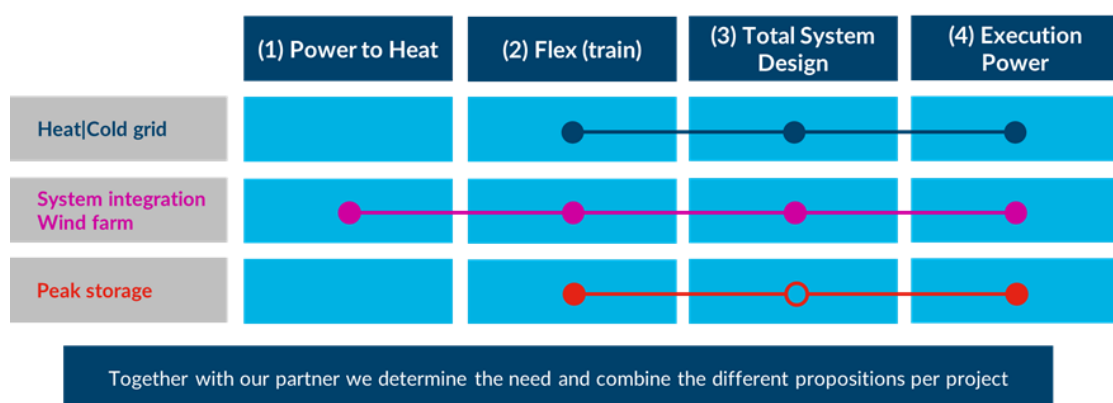 (1) Power to Heat
(2) Flex (train)
(3) Total System
Design
(4) Execution
Power
Heat|Cold grid
System integration
Wind farm
Peak storage
Together with our partner we determine the need and combine the different propositions per project